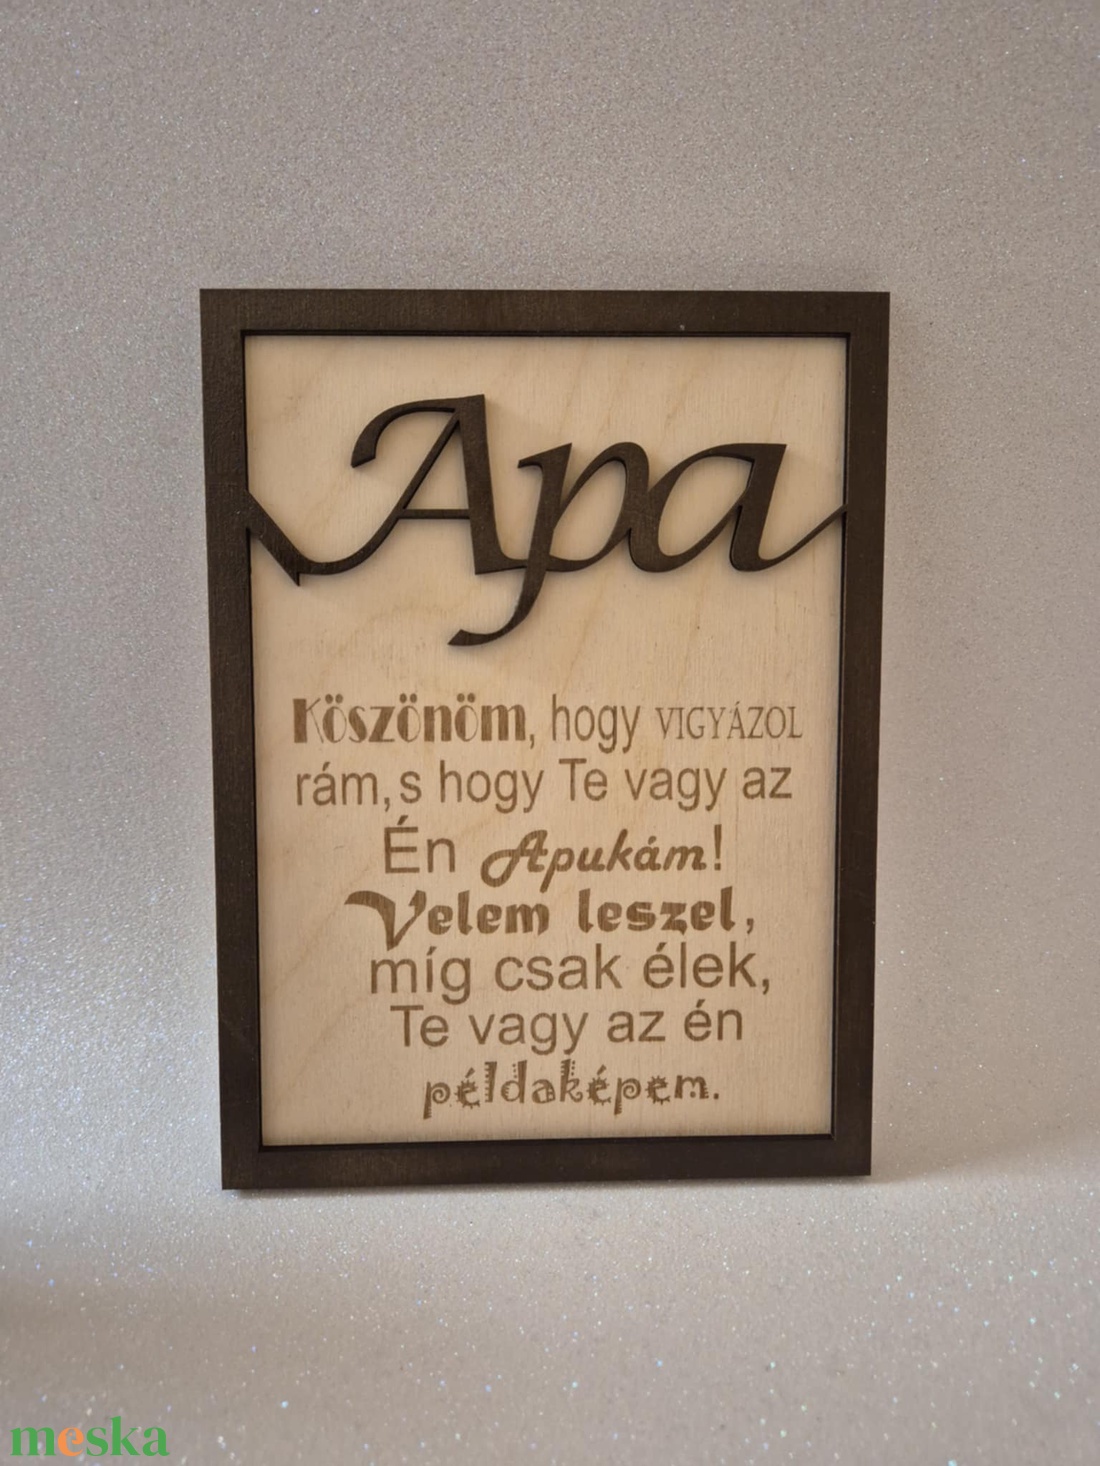 Apa
Köszönöm, hogy VIGYÁZOL
rám, s hogy Te vagy az
Én Apukám!
Velem leszel,
míg csak élek,
Te vagy az én
példaképem.
meska